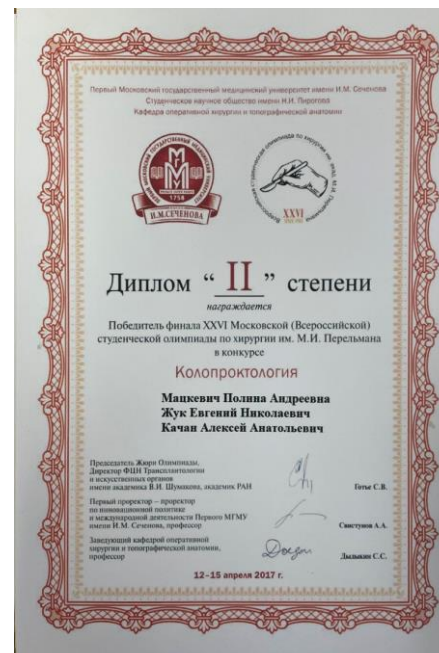 Первый Московский государственный медицинский университет имени И.М. Сеченова
Студенческое научное общество имени Н.И. Пирогова
Кафедра оперативной хирургии и топографической анатомии
1758
И.М.СЕЧЕНОВА
XXVI
Диплом “ II ” степени
награждается
Победитель финала XXVI Московской (Всероссийской)
студенческой олимпиады по хирургии им. М.И. Перельмана
в конкурсе
Колопроктология
Мацкевич Полина Андреевна
Жук Евгений Николаевич
Качан Алексей Анатольевич
Председатель Жюри Олимпиады,
Директор ФЦН Трансплантологии
и искусственных органов
имени академика В.И. Шумакова, академик РАН
Готье С.В.
Первый проректор – проректор
по инновационной политике
и международной деятельности Первого МГМУ
имени И.М. Сеченова, профессор
Свистунов А.А.
Заведующий кафедрой оперативной
хирургии и топографической анатомии,
профессор
Дыдыкин С.С.
12–15 апреля 2017 г.